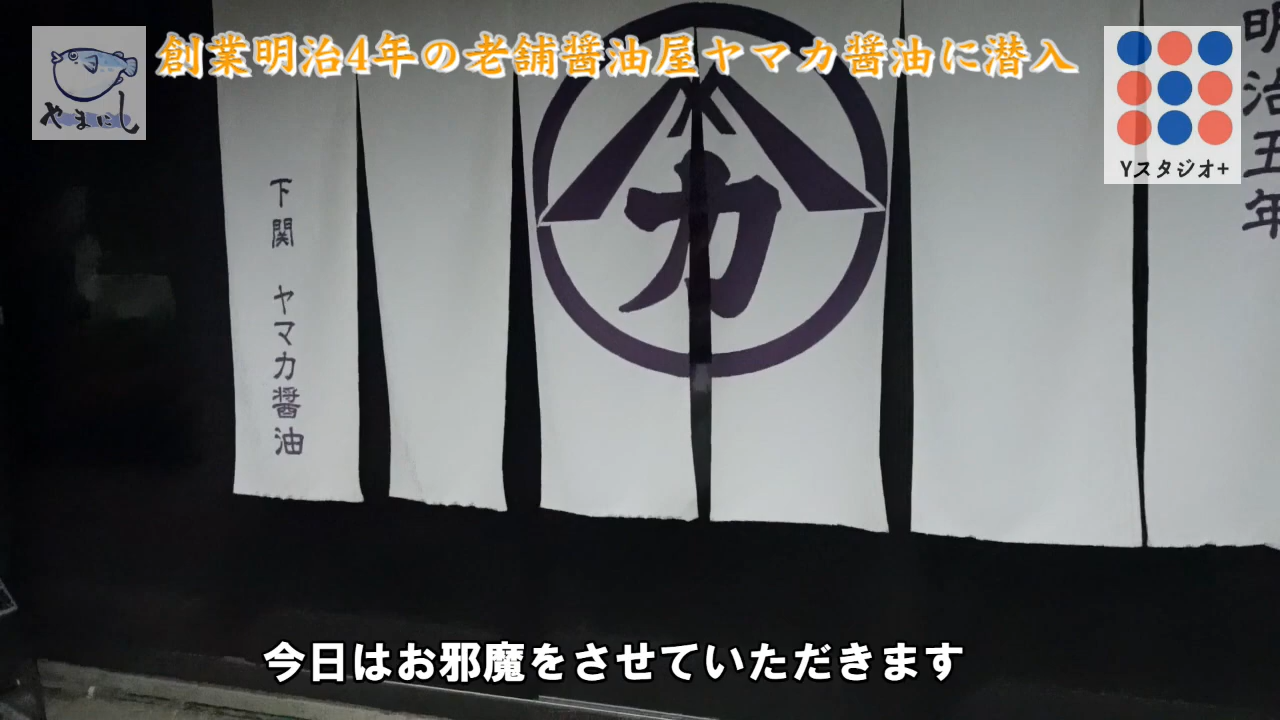 創業明治4年の老舗醤油屋ヤマカ醤油に潜入
やまにし
Yスタジオ+
明治五年
カ
下関 ヤマカ醤油
今日はお邪魔をさせていただきます